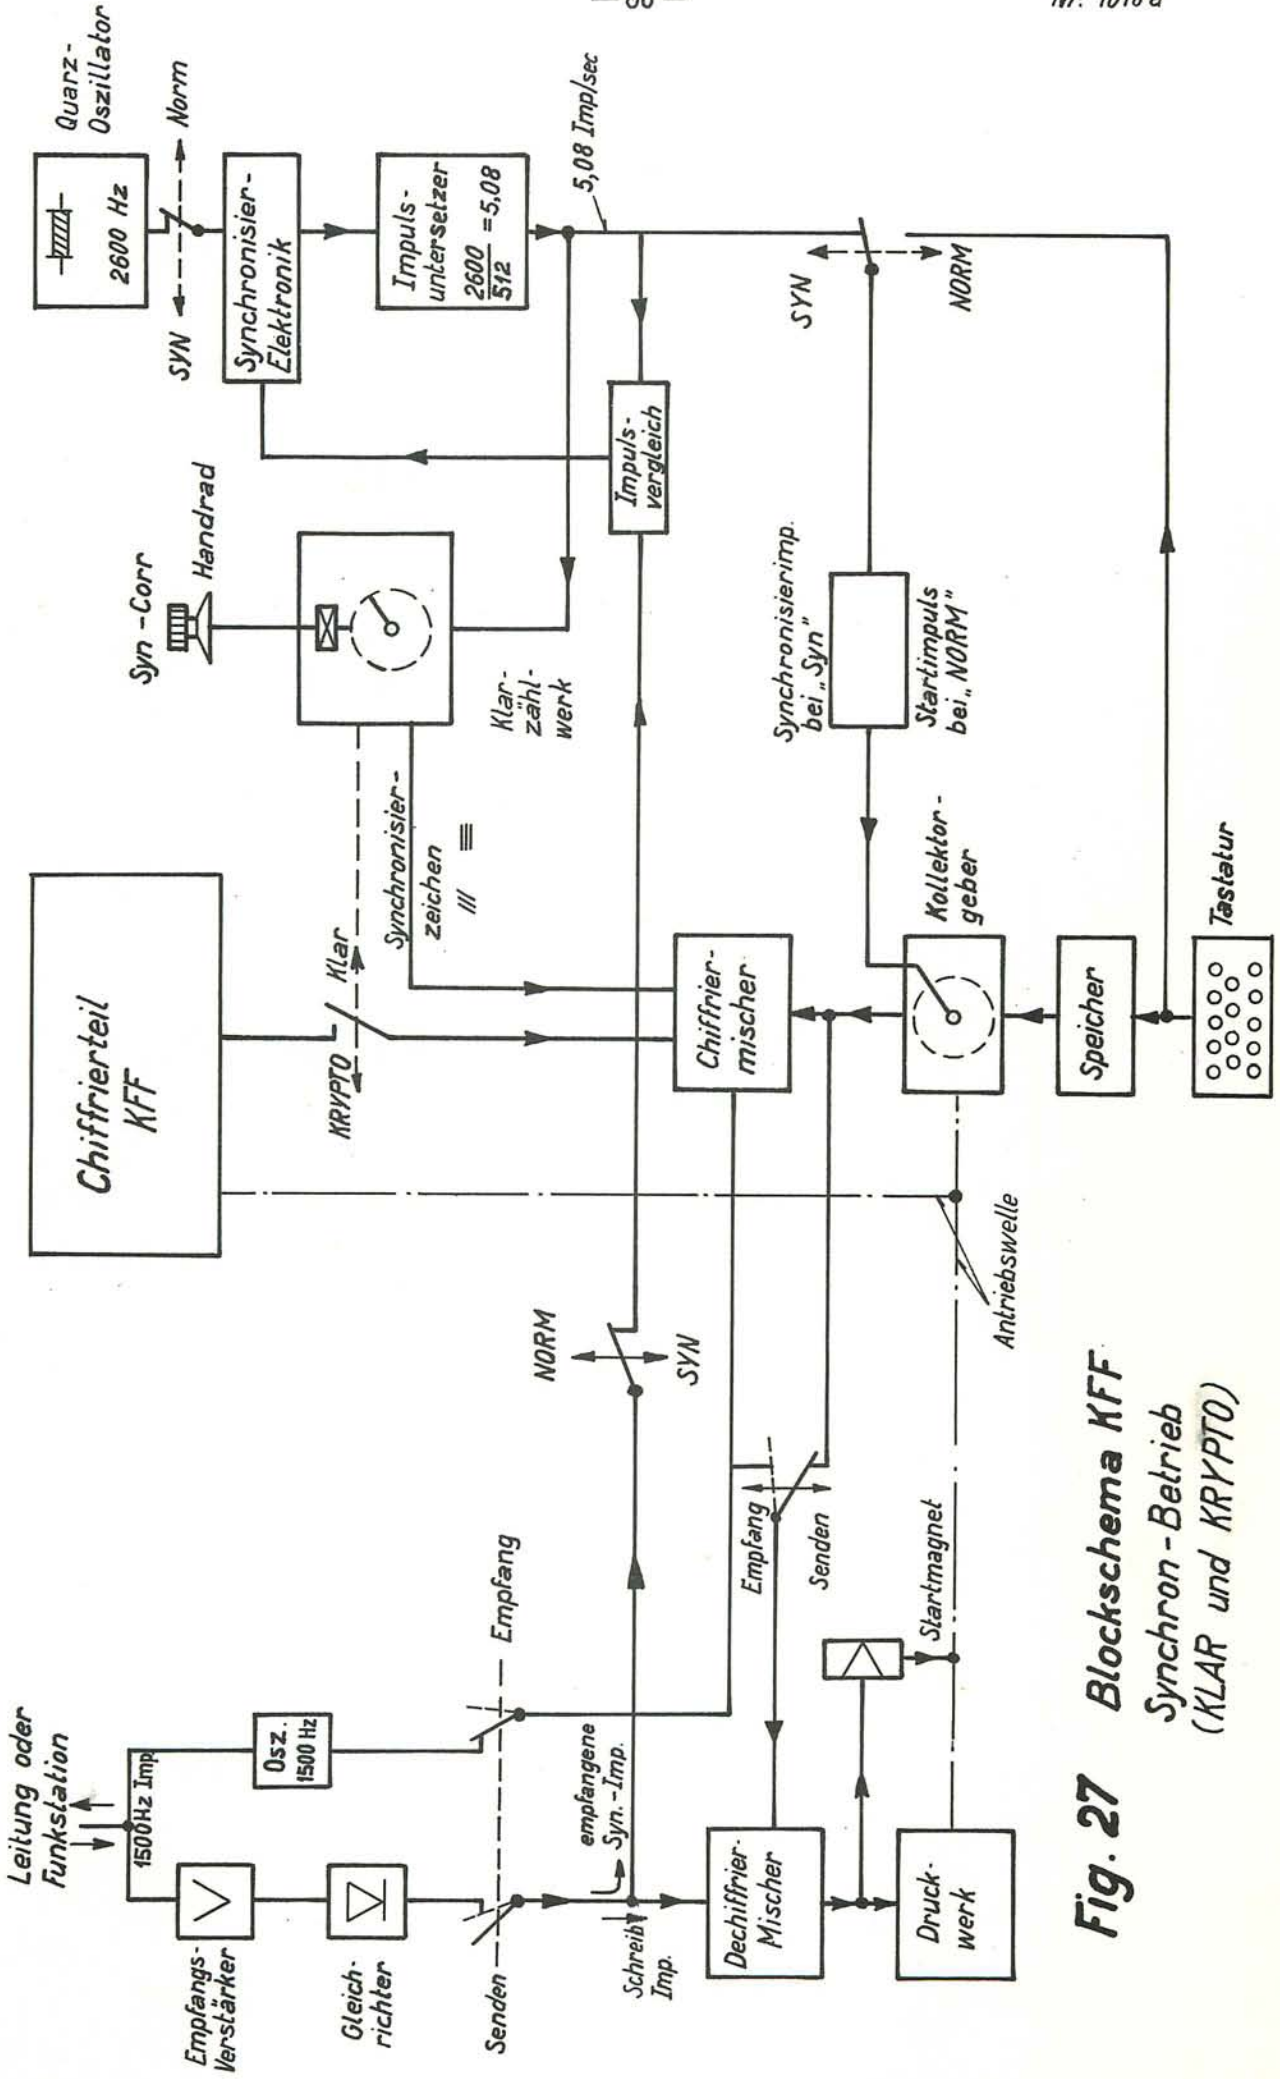 Nr. 1018 d
Leitung oder
Funkstation
1500Hz Imp
Empfangs-
Verstärker
Gleich-
richter
Osz.
1500 Hz
Senden
Empfang
empfangene
Syn.-Imp.
Schreib
Imp.
Dechiffrier-
Mischer
Druck-
werk
Startmagnet
Empfang
Senden
NORM
SYN
Antriebswelle
Chiffrierteil
KFF
KRYPTO
Klar
Synchronisier-
zeichen
/// ≡
Chiffrier-
mischer
Kollektor-
geber
Speicher
Tastatur
Syn-Corr
Handrad
Klar-
zähl-
werk
Impuls-
vergleich
Synchronisierimp.
bei „Syn"
Startimpuls
bei „NORM"
SYN
NORM
Quarz-
Oszillator
2600 Hz
SYN
Norm
Synchronisier-
Elektronik
Impuls-
untersetzer
2600
= 5,08
512
5,08 Imp/sec
Fig. 27 Blockschema KFF
Synchron-Betrieb
(KLAR und KRYPTO)